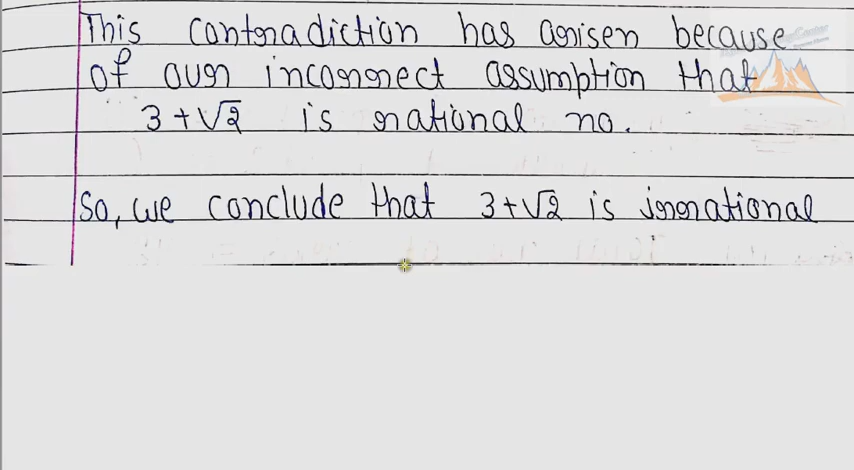 This contradiction has arisen because
of our incorrect assumption that
3+√2 is rational no.
So, we conclude that 3+√2 is irrational